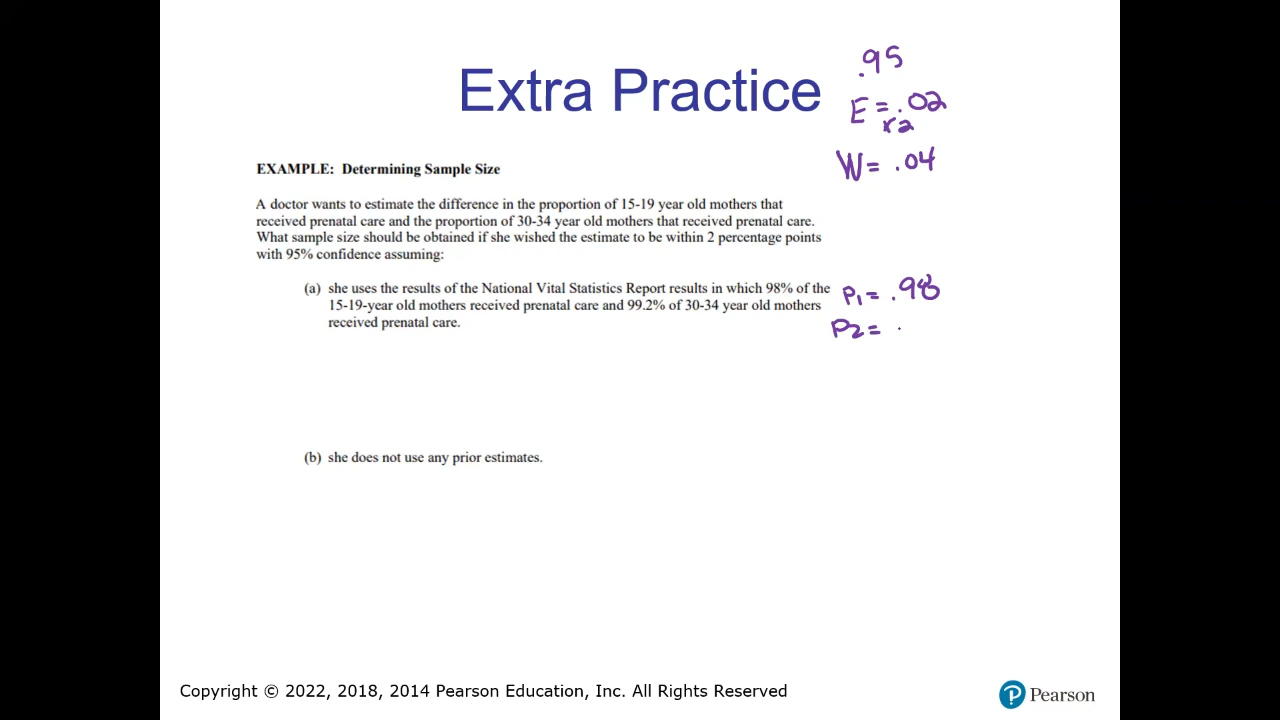 Extra Practice
.95
E = .02
x2
W = .04
EXAMPLE: Determining Sample Size
A doctor wants to estimate the difference in the proportion of 15-19 year old mothers that
received prenatal care and the proportion of 30-34 year old mothers that received prenatal care.
What sample size should be obtained if she wished the estimate to be within 2 percentage points
with 95% confidence assuming:
(a) she uses the results of the National Vital Statistics Report results in which 98% of the
15-19-year old mothers received prenatal care and 99.2% of 30-34 year old mothers
received prenatal care.
P1 = .98
P2 = .
(b) she does not use any prior estimates.
Copyright © 2022, 2018, 2014 Pearson Education, Inc. All Rights Reserved
P Pearson